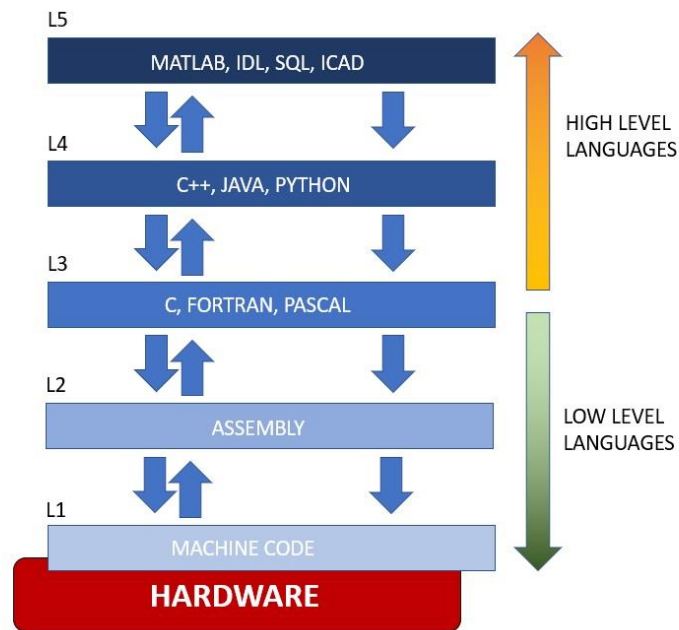 L5
MATLAB, IDL, SQL, ICAD
HIGH LEVEL
LANGUAGES
L4
C++, JAVA, PYTHON
L3
C, FORTRAN, PASCAL
L2
ASSEMBLY
LOW LEVEL
LANGUAGES
L1
MACHINE CODE
HARDWARE